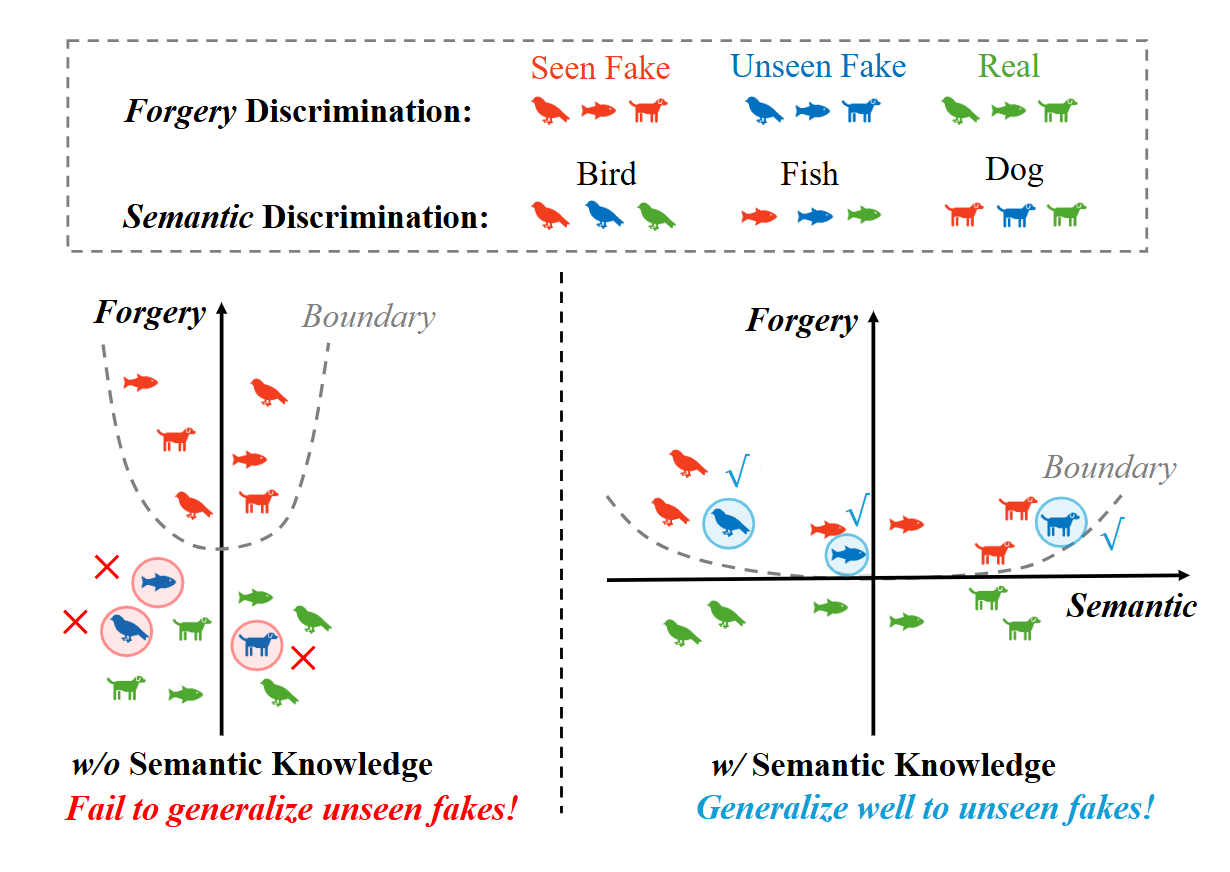 Seen Fake Unseen Fake Real
Forgery Discrimination:
Bird Fish Dog
Semantic Discrimination:
Forgery Boundary
w/o Semantic Knowledge
Fail to generalize unseen fakes!
Forgery
Boundary
Semantic
w/ Semantic Knowledge
Generalize well to unseen fakes!